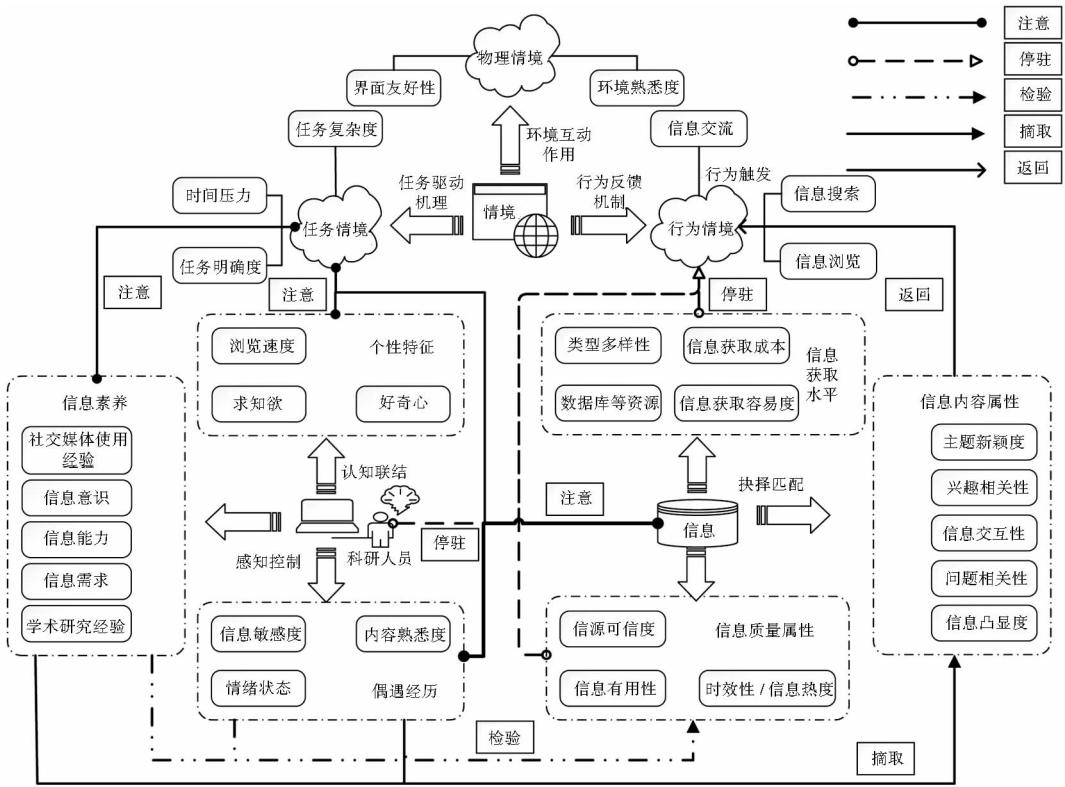 注意
停驻
检验
摘取
返回
物理情境
界面友好性
环境熟悉度
任务复杂度
环境互动
作用
信息交流
时间压力
任务驱动
机理
情境
行为反馈
机制
行为触发
信息搜索
任务情境
行为情境
任务明确度
信息浏览
注意
注意
停驻
返回
浏览速度
个性特征
求知欲
好奇心
类型多样性
信息获取成本
信息
获取
水平
数据库等资源
信息获取容易度
信息素养
社交媒体使用
经验
信息意识
信息能力
信息需求
学术研究经验
信息内容属性
主题新颖度
兴趣相关性
信息交互性
问题相关性
信息凸显度
认知联结
注意
抉择匹配
信息
停驻
感知控制
科研人员
信息敏感度
内容熟悉度
情绪状态
偶遇经历
信源可信度
信息质量属性
信息有用性
时效性/信息热度
检验
摘取